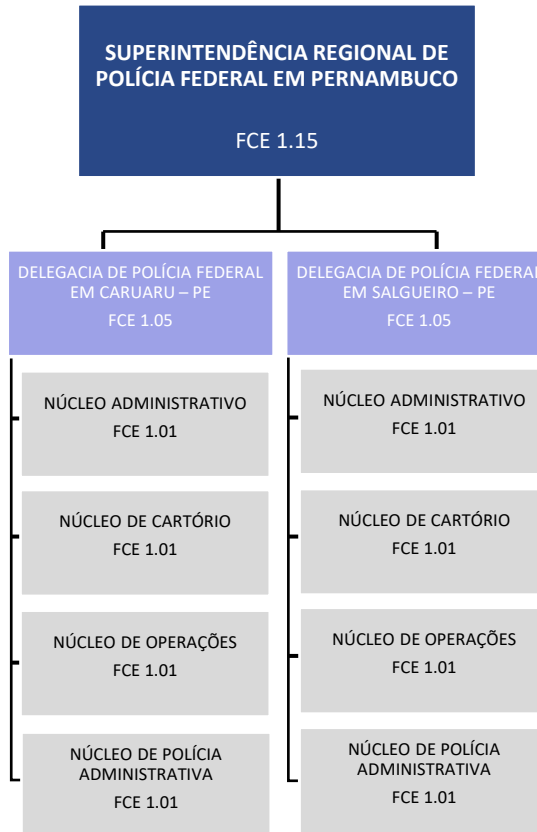 SUPERINTENDÊNCIA REGIONAL DE
POLÍCIA FEDERAL EM PERNAMBUCO
FCE 1.15
DELEGACIA DE POLÍCIA FEDERAL
EM CARUARU – PE
FCE 1.05
NÚCLEO ADMINISTRATIVO
FCE 1.01
NÚCLEO DE CARTÓRIO
FCE 1.01
NÚCLEO DE OPERAÇÕES
FCE 1.01
NÚCLEO DE POLÍCIA
ADMINISTRATIVA
FCE 1.01
DELEGACIA DE POLÍCIA FEDERAL
EM SALGUEIRO – PE
FCE 1.05
NÚCLEO ADMINISTRATIVO
FCE 1.01
NÚCLEO DE CARTÓRIO
FCE 1.01
NÚCLEO DE OPERAÇÕES
FCE 1.01
NÚCLEO DE POLÍCIA
ADMINISTRATIVA
FCE 1.01